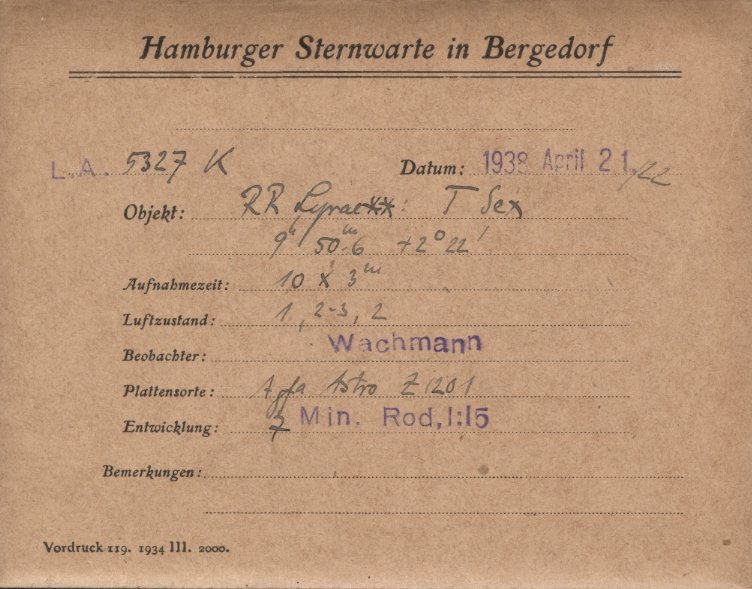 Hamburger Sternwarte in Bergedorf
L.A. 5327 K Datum: 1938 April 21./22
Objekt: RR Lyrae**: T Sex
9h 50m.6 +2° 22'
Aufnahmezeit: 10 x 3m
Luftzustand: 1, 2-3, 2
Beobachter: Wachmann
Plattensorte: Agfa Astro Z 1201
Entwicklung: 7 Min. Rod, 1:15
Bemerkungen:
Vordruck 119. 1934 III. 2000.